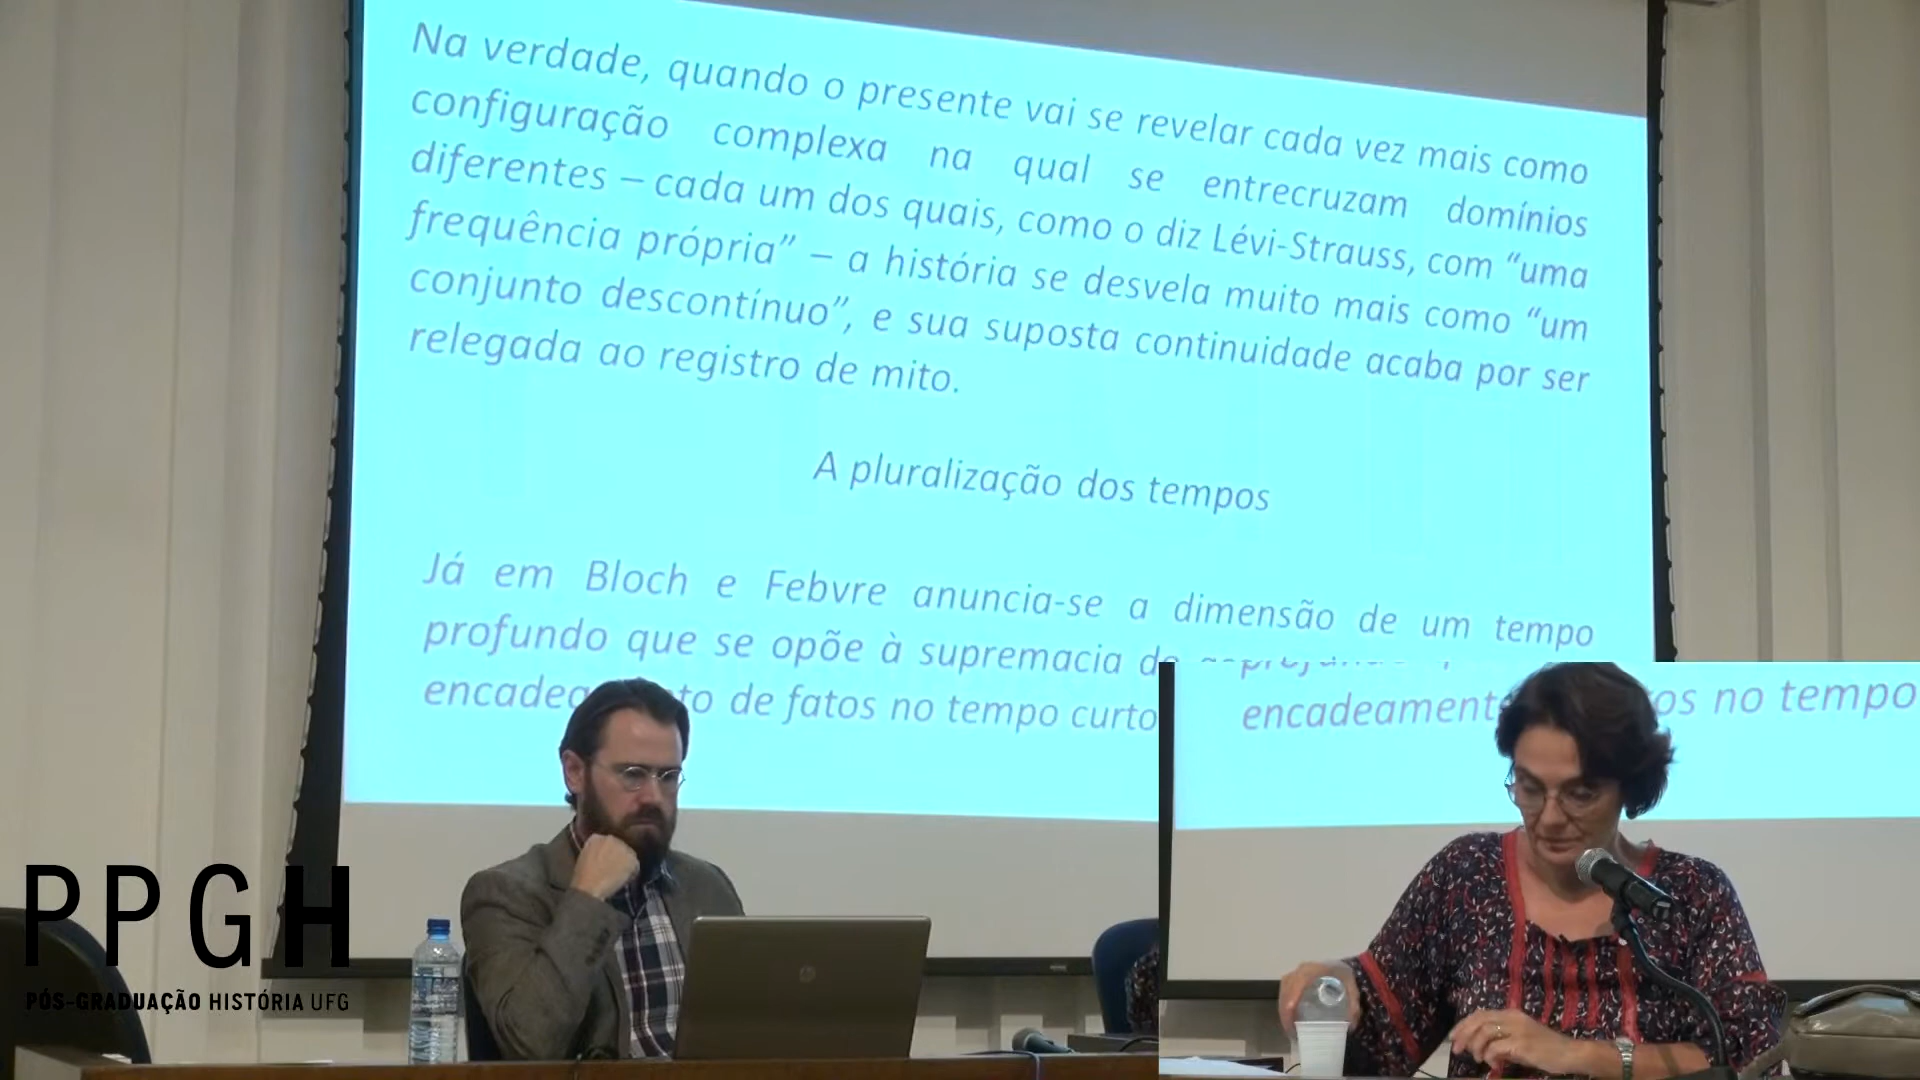 Na verdade, quando o presente vai se revelar cada vez mais como
configuração complexa na qual se entrecruzam domínios
diferentes – cada um dos quais, como o diz Lévi-Strauss, com “uma
frequência própria” – a história se desvela muito mais como “um
conjunto descontínuo”, e sua suposta continuidade acaba por ser
relegada ao registro de mito.
A pluralização dos tempos
Já em Bloch e Febvre anuncia-se a dimensão de um tempo
profundo que se opõe à supremacia do
de fatos no tempo curto
encadeament os no tempo
PPGH
PÓS-GRADUAÇÃO HISTÓRIA UFG
hp